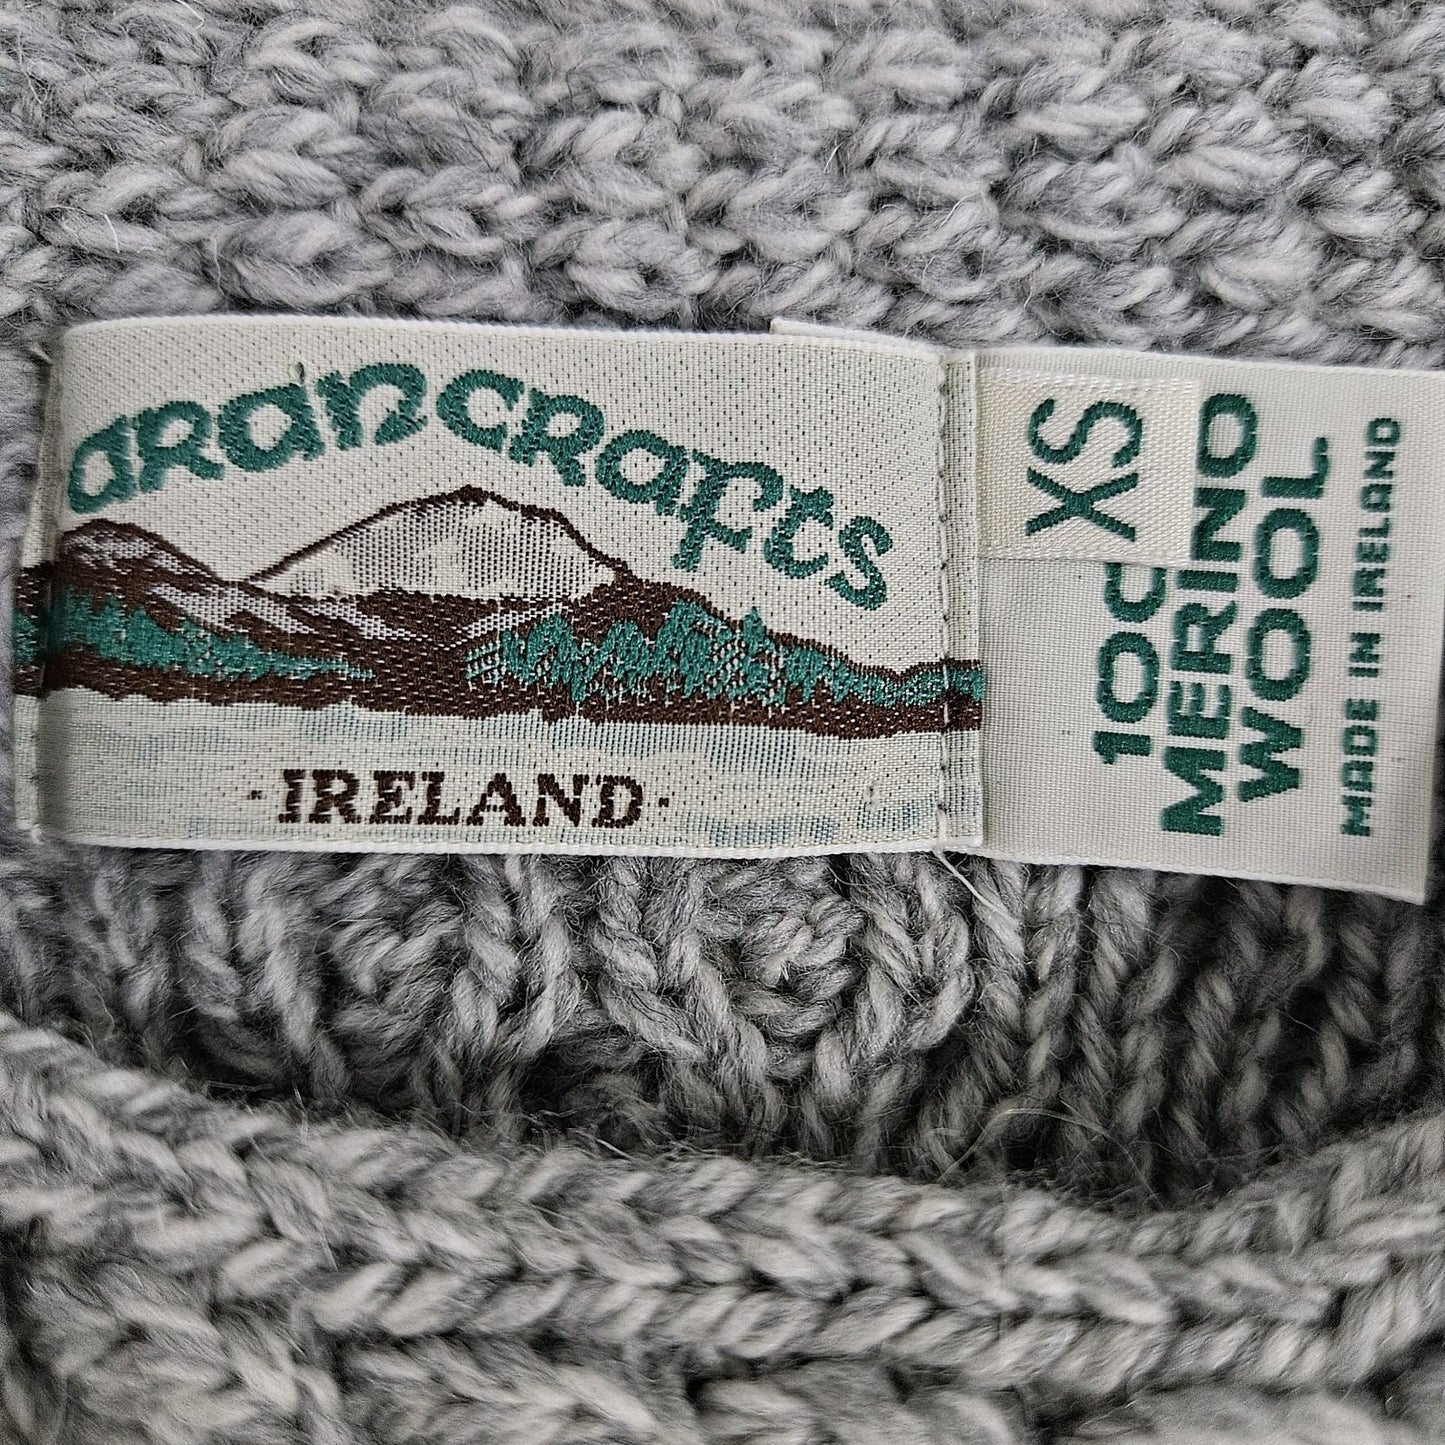 arancrafts
· IRELAND ·
XS
100
MERINO
WOOL
MADE IN IRELAND